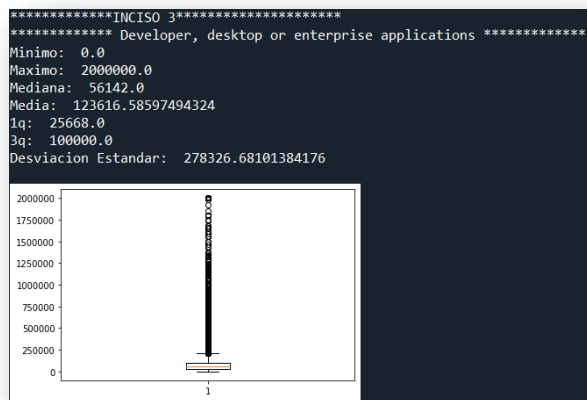 *************INCISO 3*********************
************* Developer, desktop or enterprise applications *************
Minimo:  0.0
Maximo:  2000000.0
Mediana:  56142.0
Media:  123616.58597494324
1q:  25668.0
3q:  100000.0
Desviacion Estandar:  278326.68101384176
2000000
1750000
1500000
1250000
1000000
750000
500000
250000
0
1